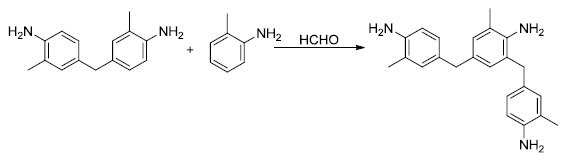 H₂N NH₂ + NH₂ HCHO H₂N NH₂
NH₂